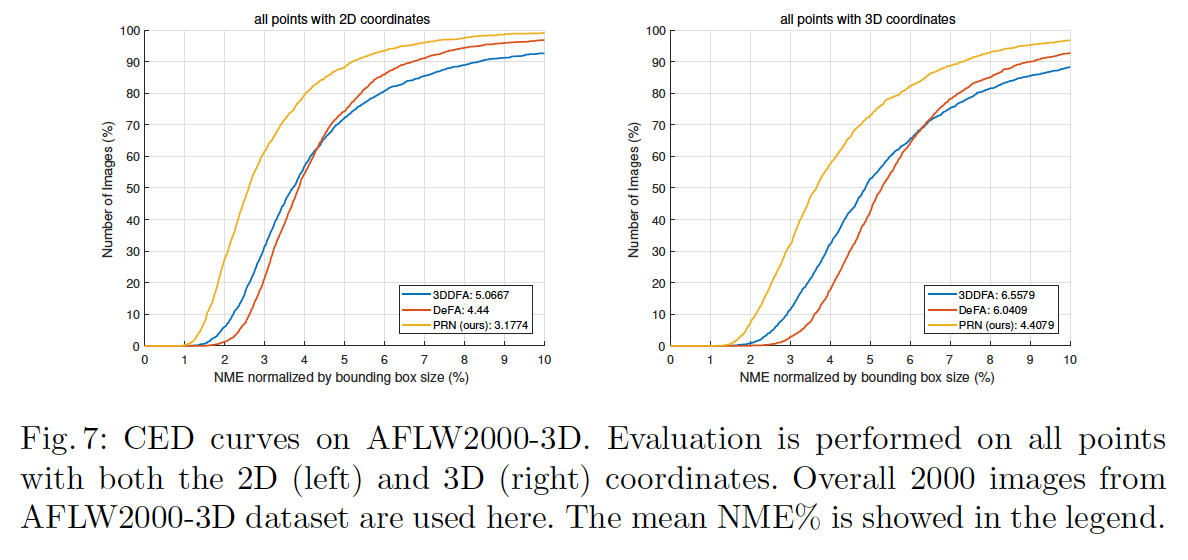 all points with 2D coordinates
100
90
80
70
60
50
40
30
20
10
0
Number of Images (%)
0 1 2 3 4 5 6 7 8 9 10
NME normalized by bounding box size (%)
3DDFA: 5.0667
DeFA: 4.44
PRN (ours): 3.1774
all points with 3D coordinates
100
90
80
70
60
50
40
30
20
10
0
Number of Images (%)
0 1 2 3 4 5 6 7 8 9 10
NME normalized by bounding box size (%)
3DDFA: 6.5579
DeFA: 6.0409
PRN (ours): 4.4079
Fig. 7: CED curves on AFLW2000-3D. Evaluation is performed on all points
with both the 2D (left) and 3D (right) coordinates. Overall 2000 images from
AFLW2000-3D dataset are used here. The mean NME% is showed in the legend.